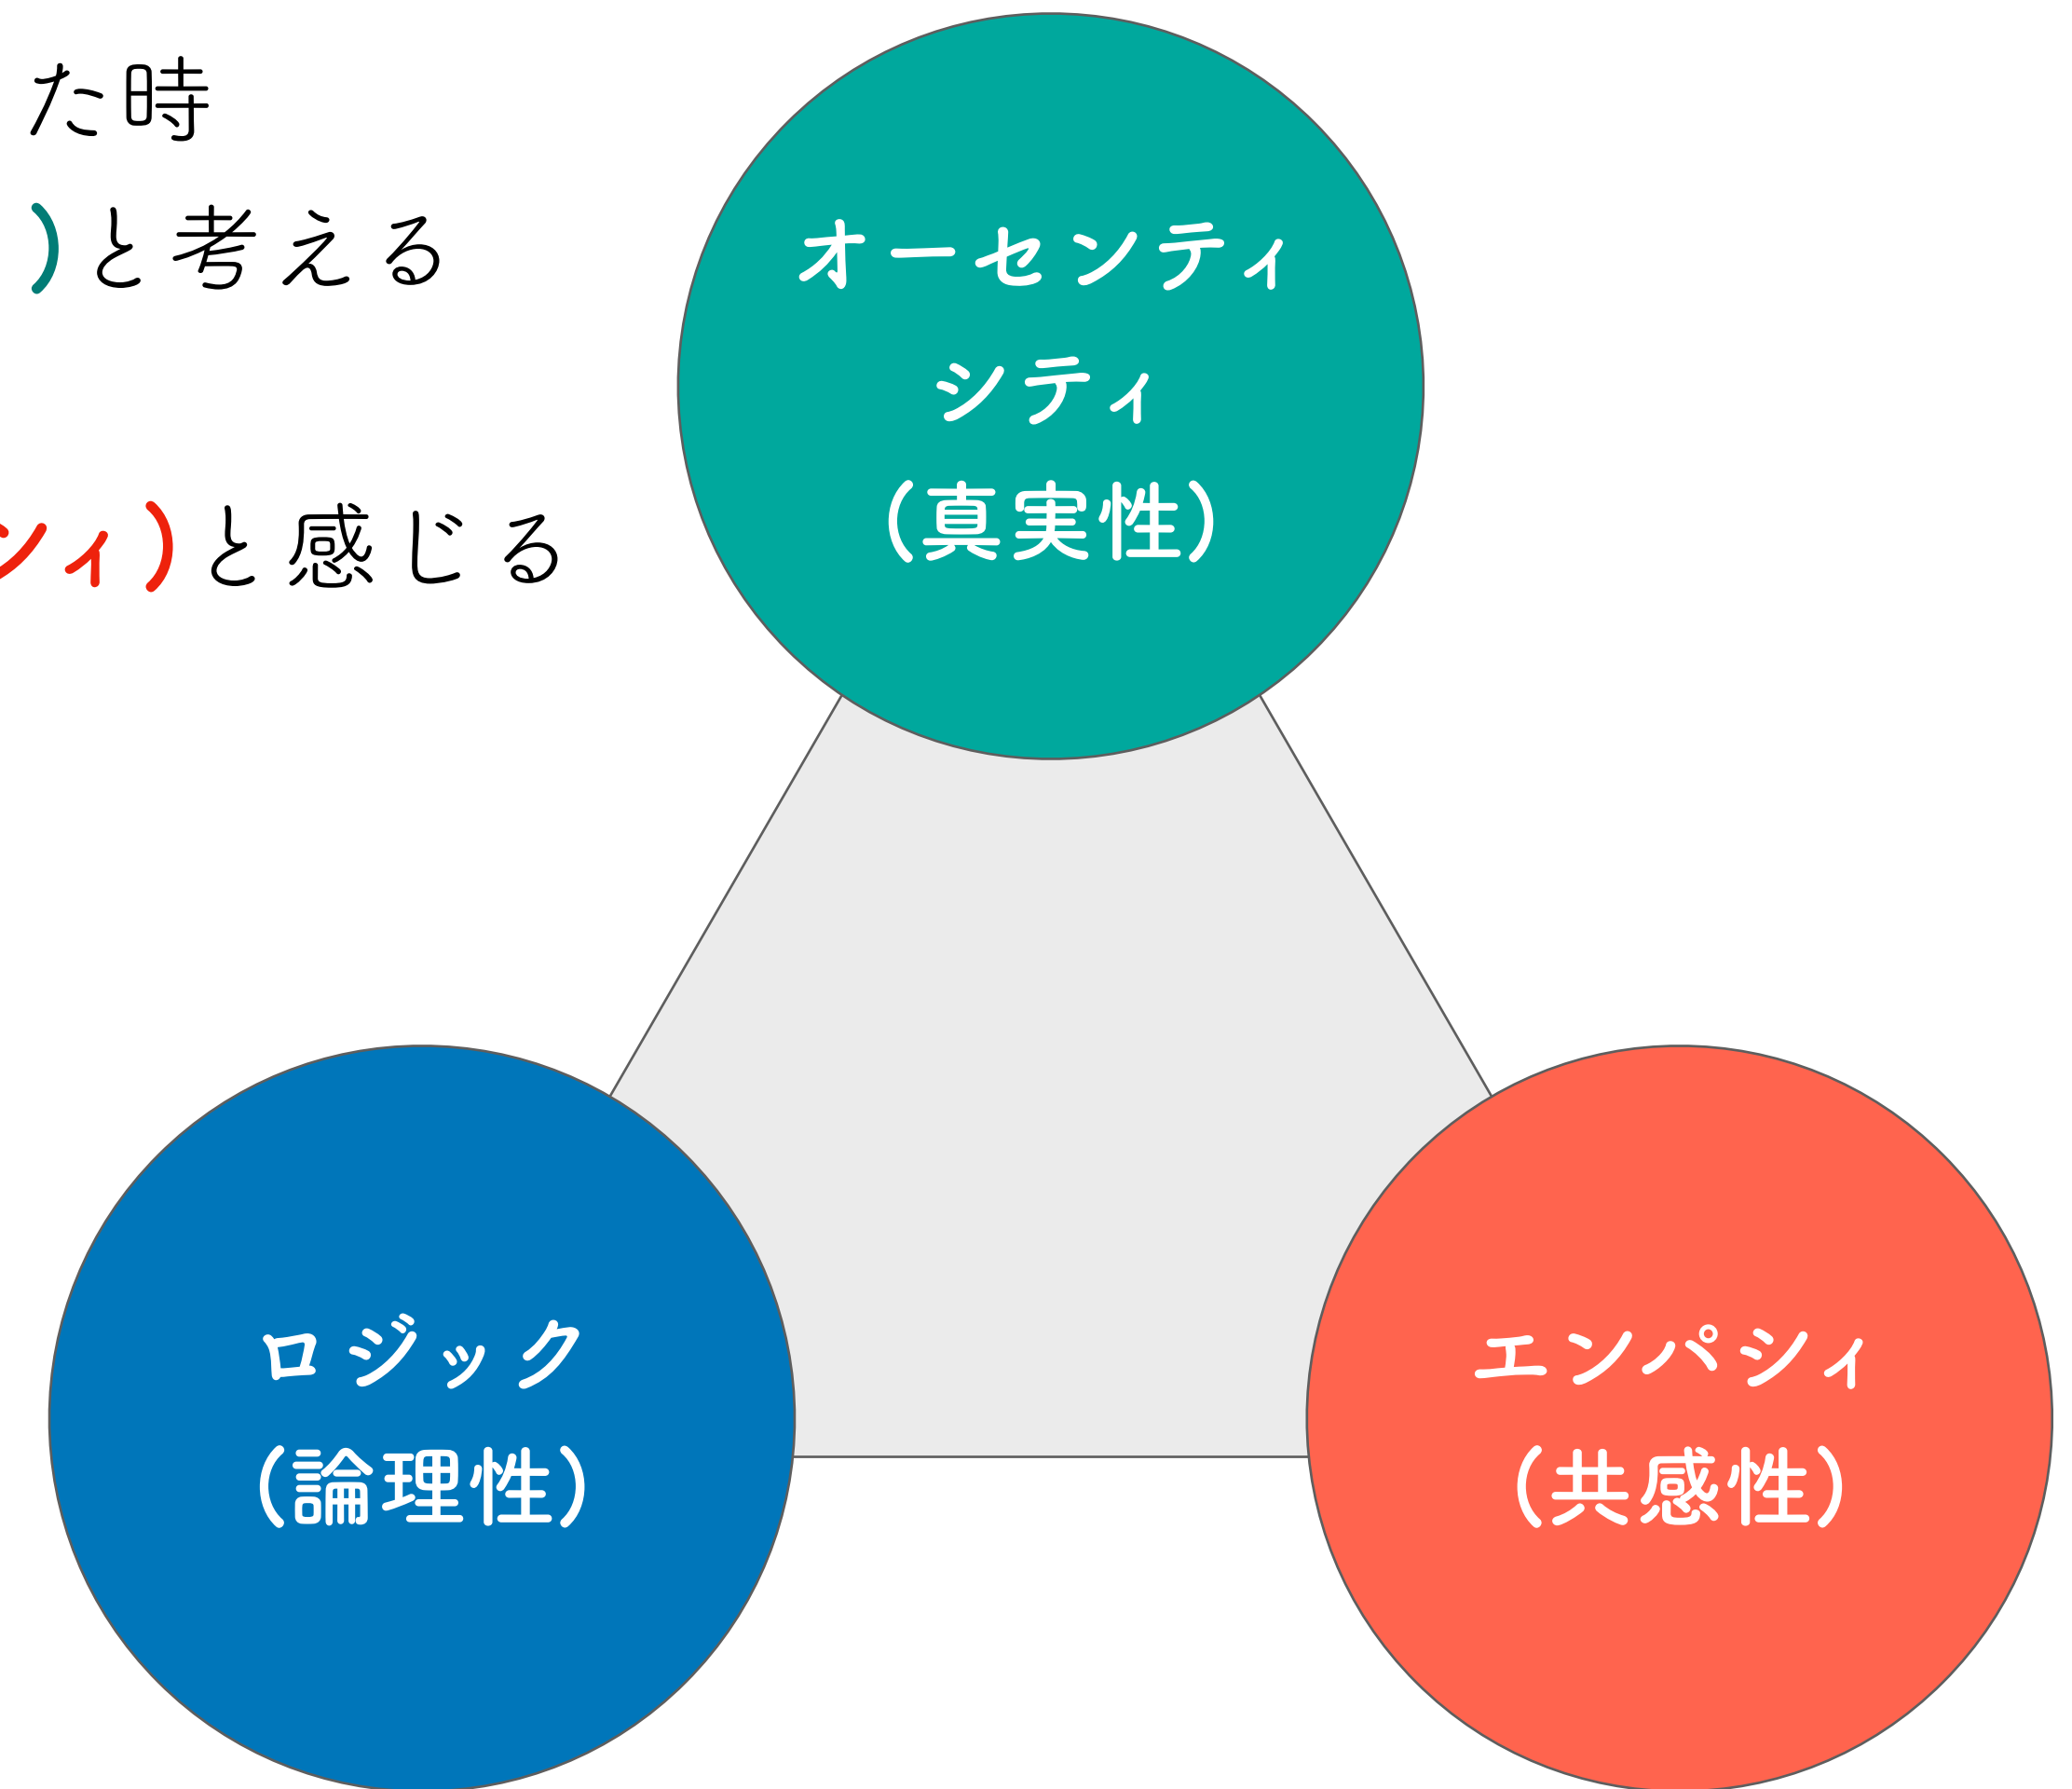 た時
)と考える
ィ)と感じる
オーセンティ
シティ
(真実性)
ロジック
(論理性)
エンパシィ
(共感性)